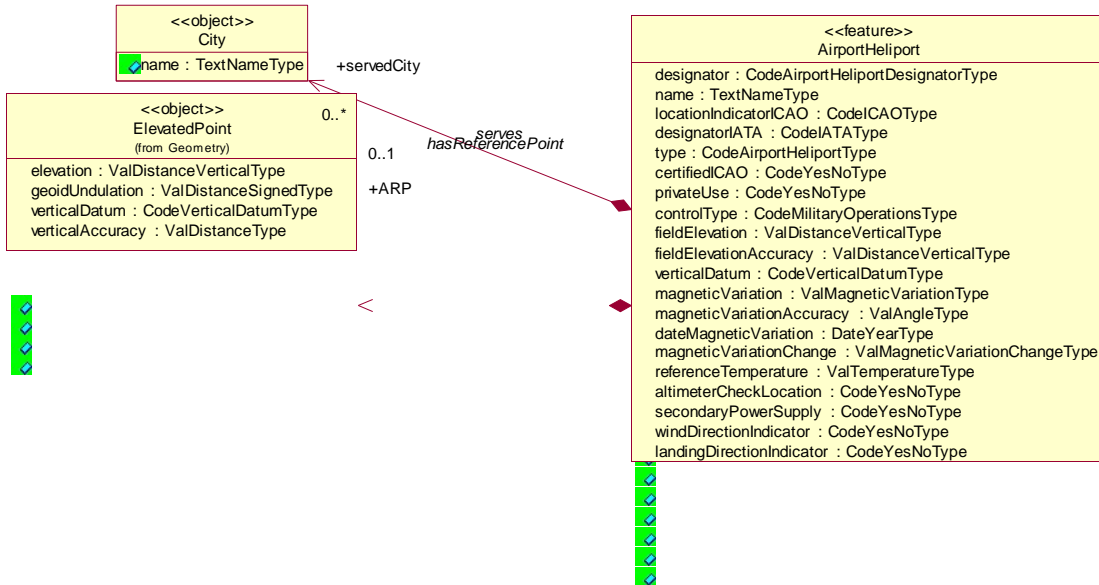 <<object>>
City
name : TextNameType
+servedCity
<<object>>
ElevatedPoint
(from Geometry)
0..*
elevation : ValDistanceVerticalType
geoidUndulation : ValDistanceSignedType
verticalDatum : CodeVerticalDatumType
verticalAccuracy : ValDistanceType
0..1
+ARP
serves
hasReferencePoint
<<feature>>
AirportHeliport
designator : CodeAirportHeliportDesignatorType
name : TextNameType
locationIndicatorICAO : CodeICAOType
designatorIATA : CodeIATAType
type : CodeAirportHeliportType
certifiedICAO : CodeYesNoType
privateUse : CodeYesNoType
controlType : CodeMilitaryOperationsType
fieldElevation : ValDistanceVerticalType
fieldElevationAccuracy : ValDistanceVerticalType
verticalDatum : CodeVerticalDatumType
magneticVariation : ValMagneticVariationType
magneticVariationAccuracy : ValAngleType
dateMagneticVariation : DateYearType
magneticVariationChange : ValMagneticVariationChangeType
referenceTemperature : ValTemperatureType
altimeterCheckLocation : CodeYesNoType
secondaryPowerSupply : CodeYesNoType
windDirectionIndicator : CodeYesNoType
landingDirectionIndicator : CodeYesNoType